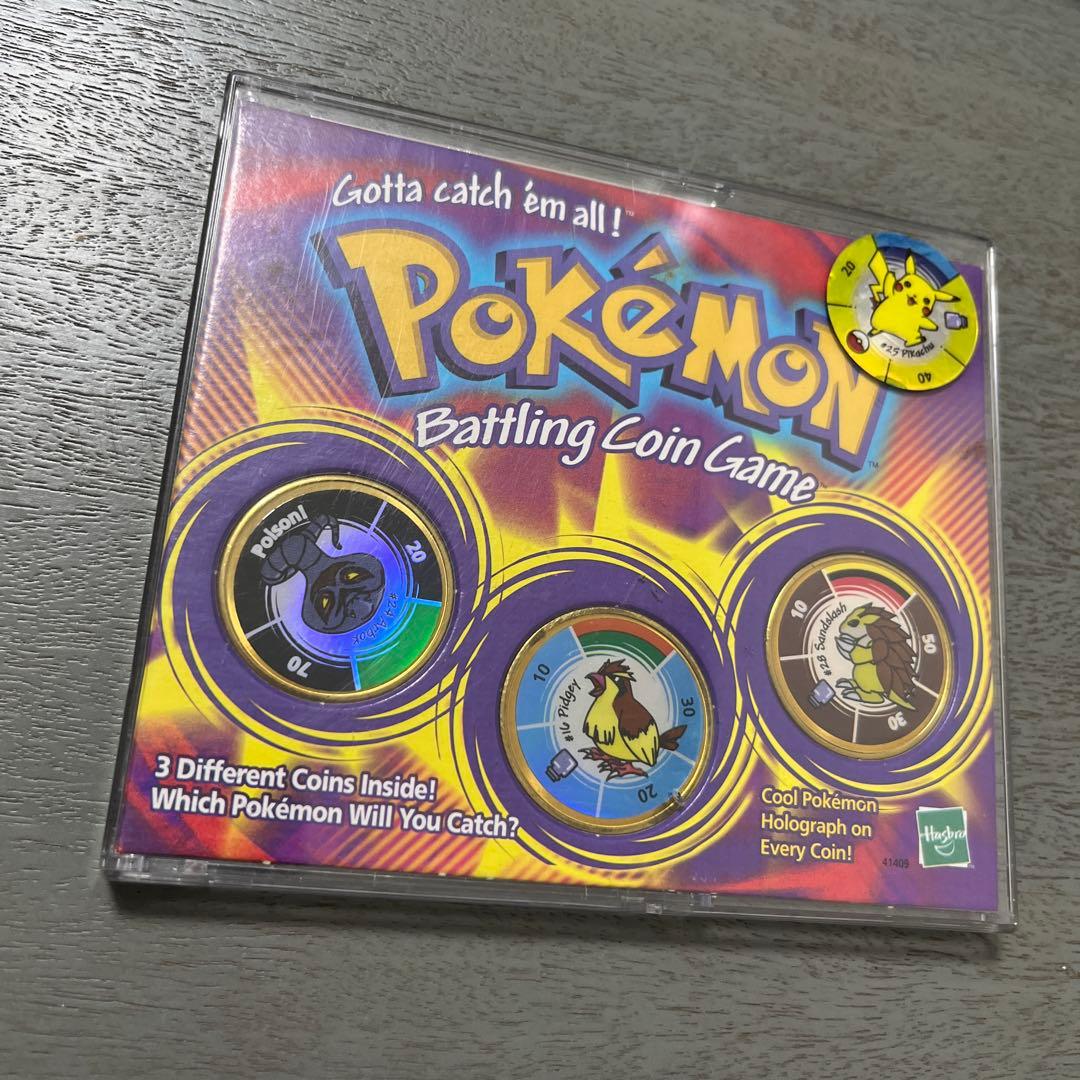 Gotta catch 'em all!™
POKéMON™
Battling Coin Game
20
#25 Pikachu
40
Poison!
20
#24 Arbok
70
10
#16 Pidgey
30
20
10
#28 Sandslash
50
30
3 Different Coins Inside!
Which Pokémon Will You Catch?
Cool Pokémon
Holograph on
Every Coin!
41409
Hasbro